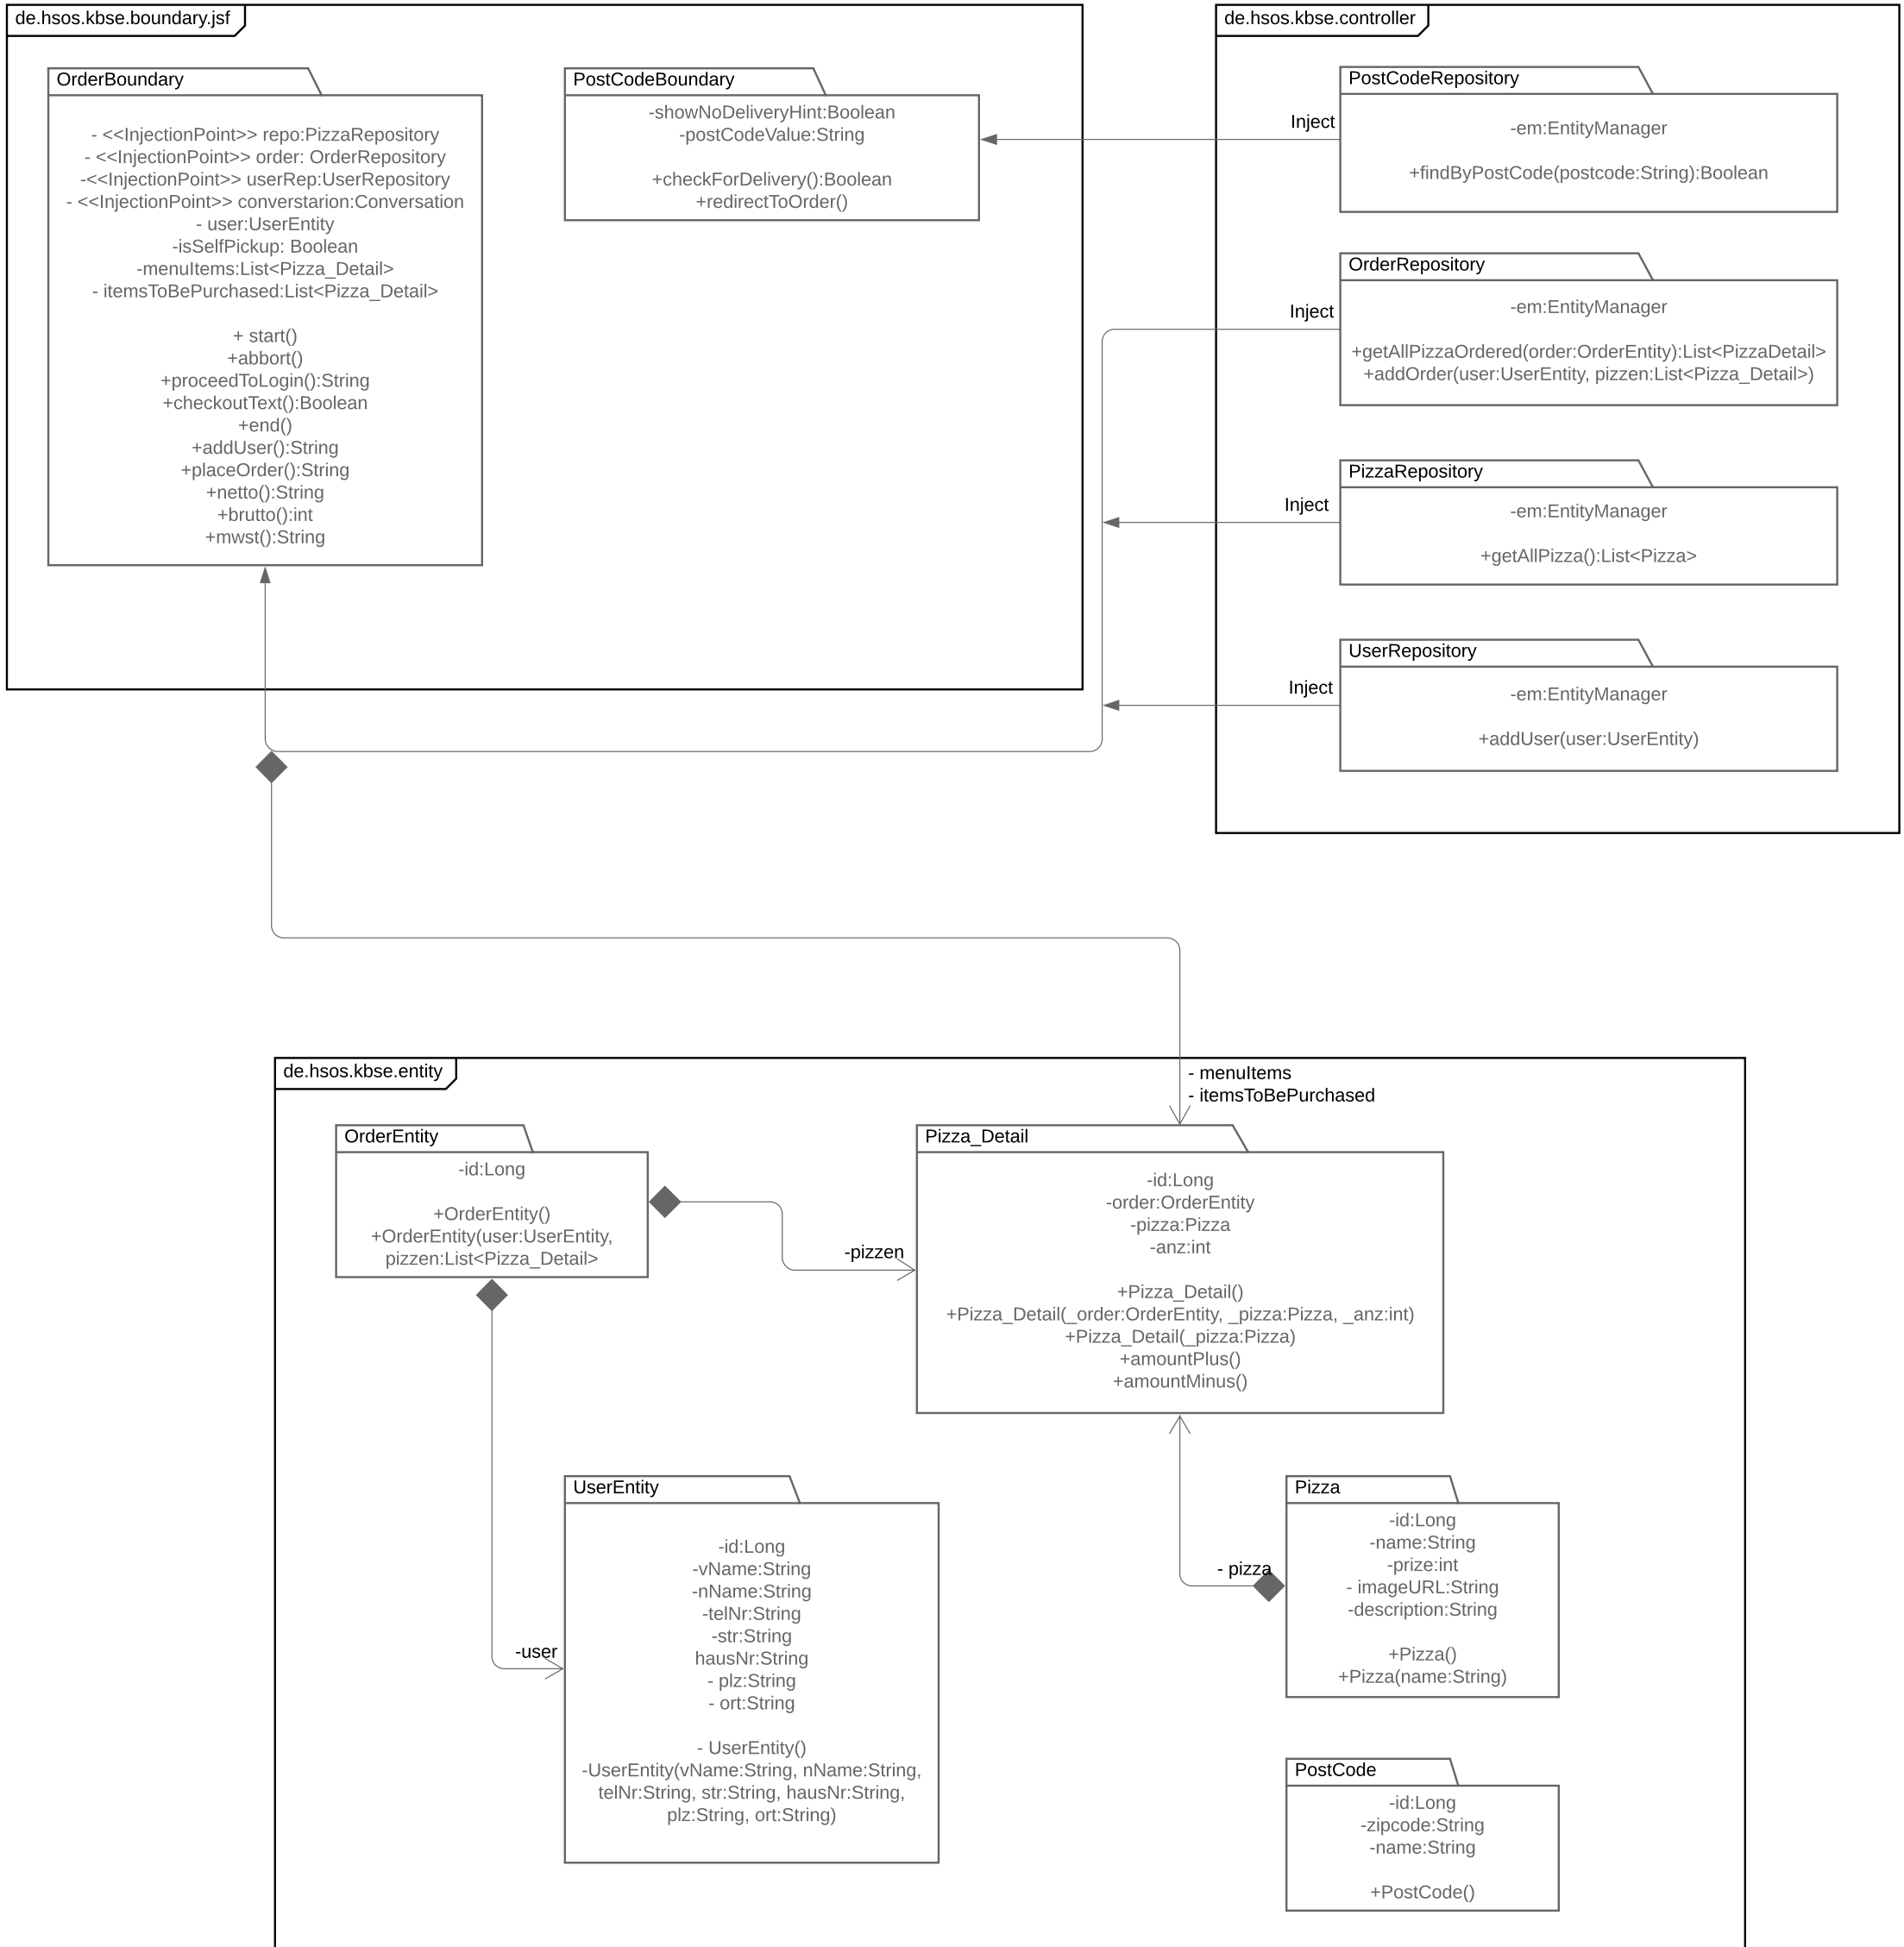 de.hsos.kbse.boundary.jsf
OrderBoundary
- <<InjectionPoint>> repo:PizzaRepository
- <<InjectionPoint>> order: OrderRepository
-<<InjectionPoint>> userRep:UserRepository
- <<InjectionPoint>> converstarion:Conversation
- user:UserEntity
-isSelfPickup: Boolean
-menuItems:List<Pizza_Detail>
- itemsToBePurchased:List<Pizza_Detail>
+ start()
+abbort()
+proceedToLogin():String
+checkoutText():Boolean
+end()
+addUser():String
+placeOrder():String
+netto():String
+brutto():int
+mwst():String
PostCodeBoundary
-showNoDeliveryHint:Boolean
-postCodeValue:String
+checkForDelivery():Boolean
+redirectToOrder()
de.hsos.kbse.controller
Inject
PostCodeRepository
-em:EntityManager
+findByPostCode(postcode:String):Boolean
Inject
OrderRepository
-em:EntityManager
+getAllPizzaOrdered(order:OrderEntity):List<PizzaDetail>
+addOrder(user:UserEntity, pizzen:List<Pizza_Detail>)
Inject
PizzaRepository
-em:EntityManager
+getAllPizza():List<Pizza>
Inject
UserRepository
-em:EntityManager
+addUser(user:UserEntity)
de.hsos.kbse.entity
- menuItems
- itemsToBePurchased
OrderEntity
-id:Long
+OrderEntity()
+OrderEntity(user:UserEntity,
pizzen:List<Pizza_Detail>
-pizzen
Pizza_Detail
-id:Long
-order:OrderEntity
-pizza:Pizza
-anz:int
+Pizza_Detail()
+Pizza_Detail(_order:OrderEntity, _pizza:Pizza, _anz:int)
+Pizza_Detail(_pizza:Pizza)
+amountPlus()
+amountMinus()
-user
UserEntity
-id:Long
-vName:String
-nName:String
-telNr:String
-str:String
hausNr:String
- plz:String
- ort:String
- UserEntity()
-UserEntity(vName:String, nName:String,
telNr:String, str:String, hausNr:String,
plz:String, ort:String)
- pizza
Pizza
-id:Long
-name:String
-prize:int
- imageURL:String
-description:String
+Pizza()
+Pizza(name:String)
PostCode
-id:Long
-zipcode:String
-name:String
+PostCode()